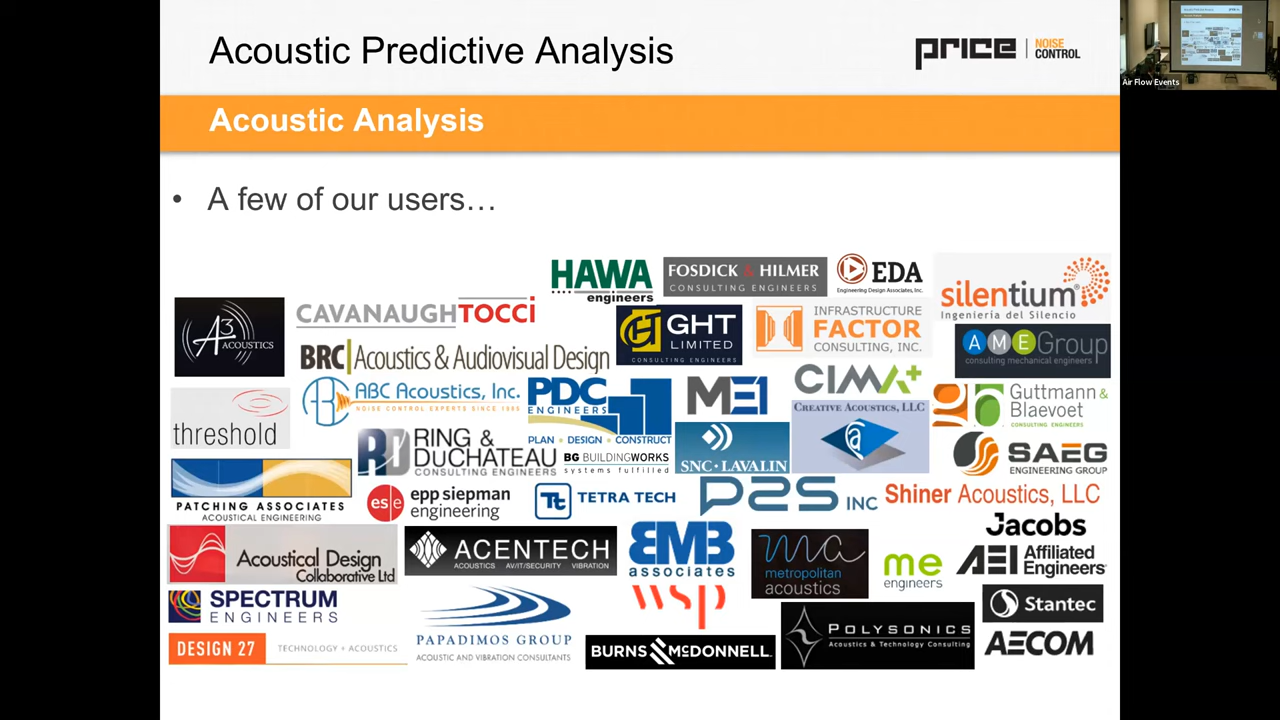 Acoustic Predictive Analysis
price | NOISE CONTROL
Air Flow Events
Acoustic Analysis
• A few of our users…
HAWA
engineers
FOSDICK & HILMER
CONSULTING ENGINEERS
EDA
Engineering Design Associates, Inc.
silentium®
Ingeniería del Silencio
A3
ACOUSTICS
CAVANAUGHTOCCi
GHT
LIMITED
CONSULTING ENGINEERS
INFRASTRUCTURE
FACTOR
CONSULTING, INC.
AMEGroup
consulting mechanical engineers
BRC Acoustics & Audiovisual Design
ABC Acoustics, Inc.
NOISE CONTROL EXPERTS SINCE 1985
PDC
ENGINEERS
PLAN • DESIGN • CONSTRUCT
ME1
CIMA+
CREATIVE ACOUSTICS, LLC
Guttmann &
Blaevoet
CONSULTING ENGINEERS
threshold
RING &
DUCHATEAU
CONSULTING ENGINEERS
BG BUILDINGWORKS
systems fulfilled
SNC • LAVALIN
SAEG
ENGINEERING GROUP
PATCHING ASSOCIATES
ACOUSTICAL ENGINEERING
es|e
epp siepman
engineering
Tt
TETRA TECH
P2S INC
Shiner Acoustics, LLC
Jacobs
Acoustical Design
Collaborative Ltd
ACENTECH
ACOUSTICS AV/IT/SECURITY VIBRATION
BMB
associates
ma
metropolitan
acoustics
me
engineers
AEI Affiliated
Engineers
SPECTRUM
ENGINEERS
PAPADIMOS GROUP
ACOUSTIC AND VIBRATION CONSULTANTS
wsp
Stantec
DESIGN 27
TECHNOLOGY + ACOUSTICS
BURNS McDONNELL
POLYSONICS
Acoustics & Technology Consulting
AECOM